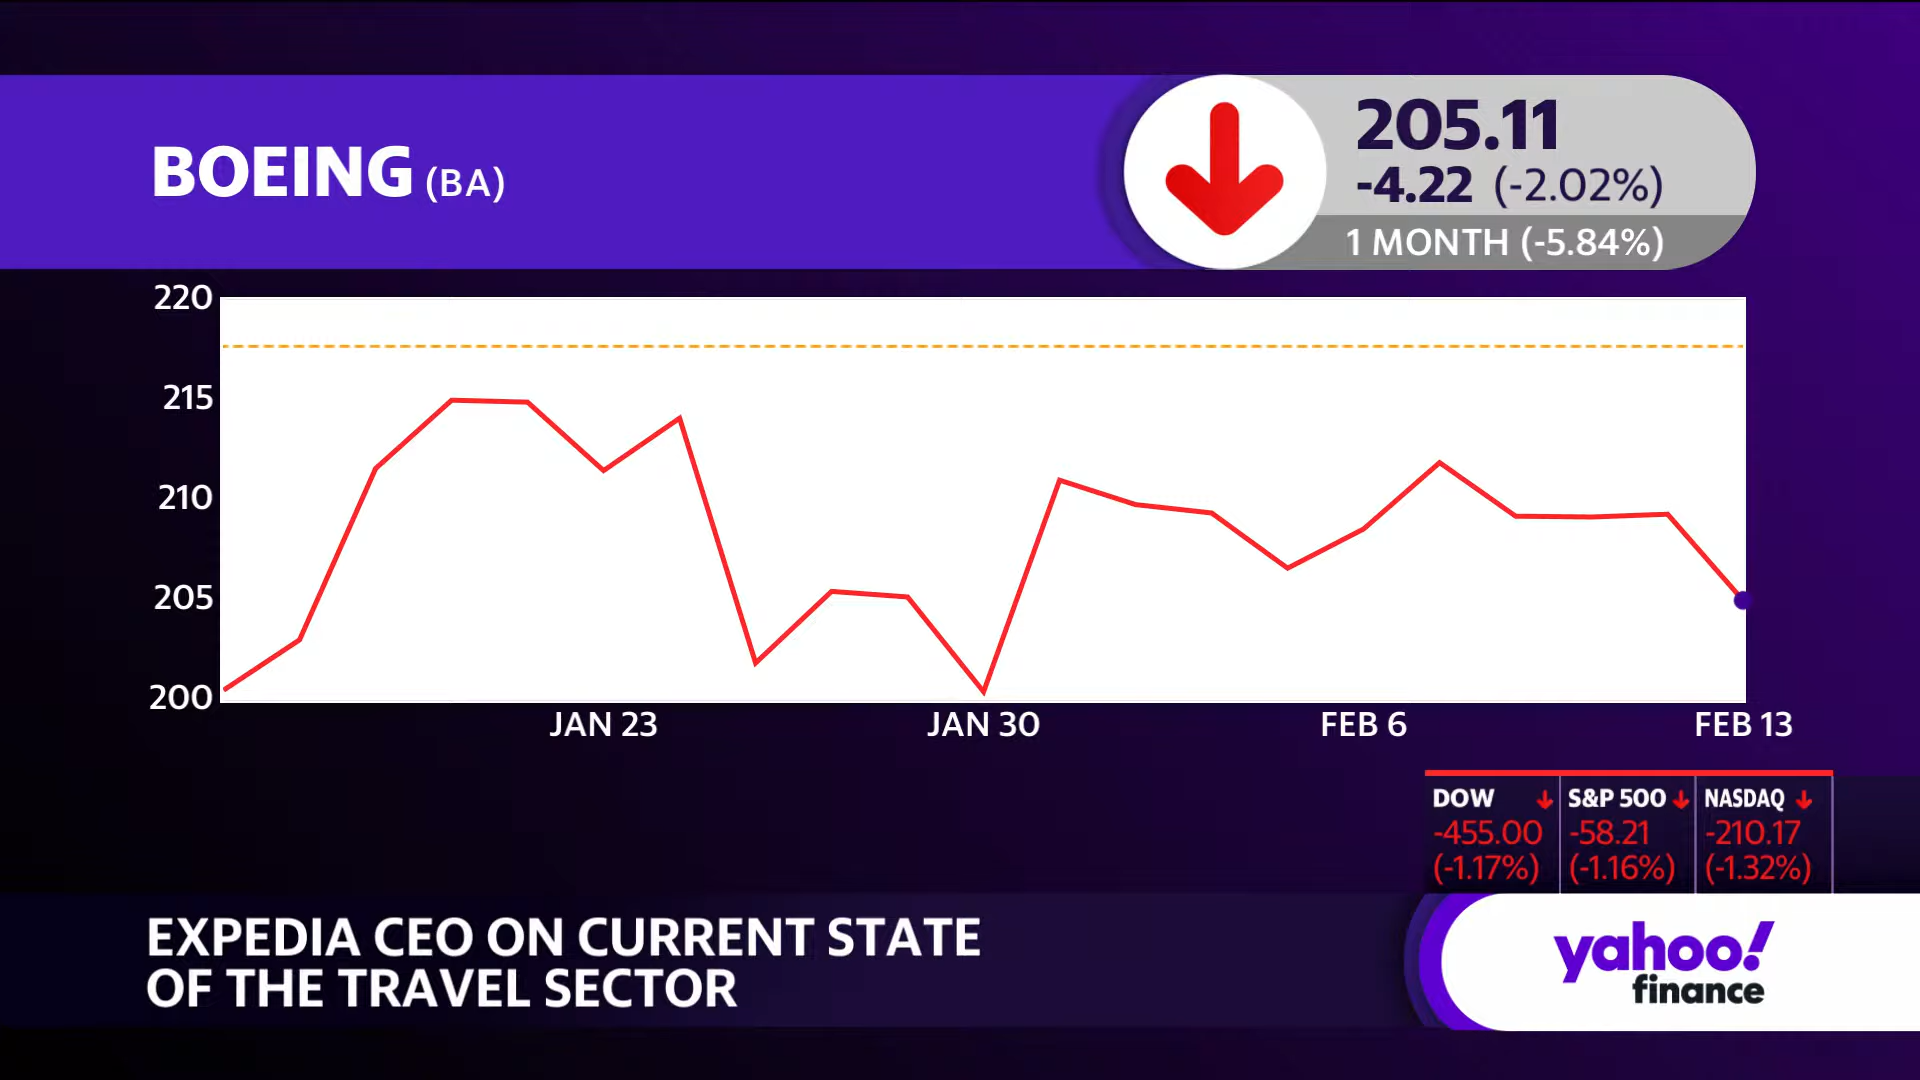 BOEING (BA)
205.11
-4.22 (-2.02%)
1 MONTH (-5.84%)
220
215
210
205
200
JAN 23 JAN 30 FEB 6 FEB 13
DOW S&P 500 NASDAQ
-455.00 -58.21 -210.17
(-1.17%) (-1.16%) (-1.32%)
EXPEDIA CEO ON CURRENT STATE
OF THE TRAVEL SECTOR
yahoo!
finance